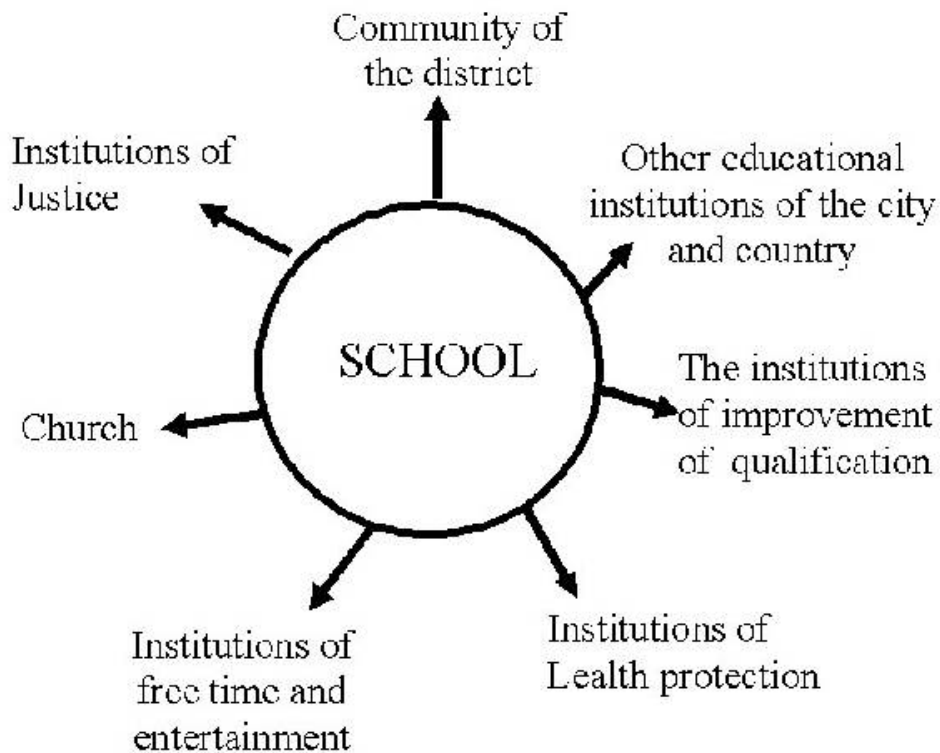 Community of
the district
Institutions of
Justice
Other educational
institutions of the city
and country
SCHOOL
The institutions
of improvement
of qualification
Church
Institutions of
free time and
entertainment
Institutions of
Lealth protection